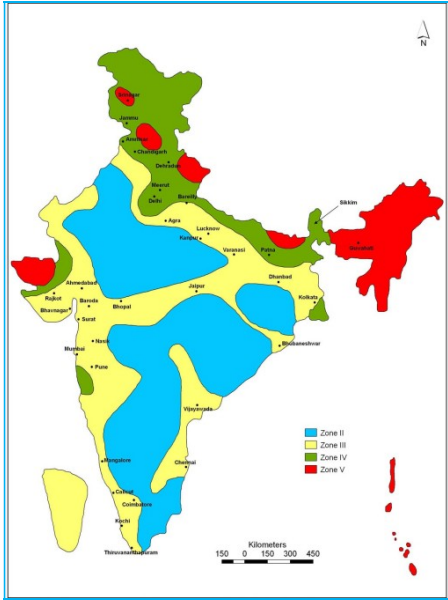 N
Srinagar
Jammu
Amritsar
Chandigarh
Dehradun
Meerut
Delhi
Bareilly
Sikkim
Agra
Lucknow
Kanpur
Varanasi
Patna
Guwahati
Dhanbad
Ahmedabad
Rajkot
Baroda
Bhopal
Jaipur
Kolkata
Bhavnagar
Surat
Nasik
Bhubaneshwar
Mumbai
Pune
Vijaywada
Zone II
Zone III
Zone IV
Zone V
Mangalore
Chennai
Calicut
Coimbatore
Kochi
Thiruvananthapuram
Kilometers
150 0 150 300 450